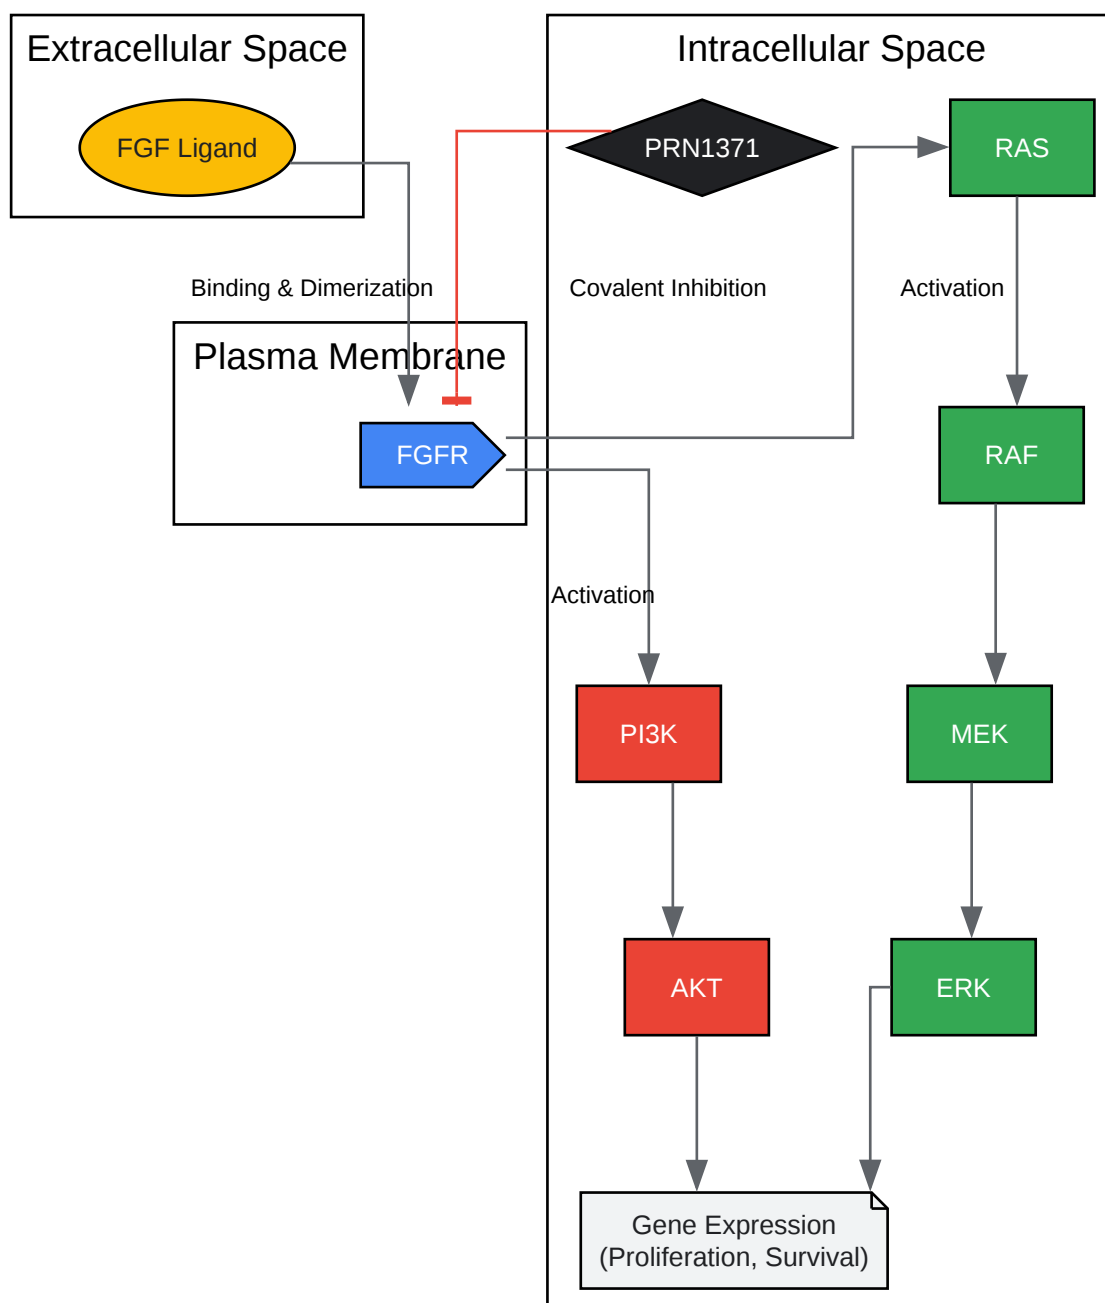 Extracellular Space
Intracellular Space
FGF Ligand
PRN1371
RAS
Binding & Dimerization
Covalent Inhibition
Activation
Plasma Membrane
FGFR
RAF
Activation
PI3K
MEK
AKT
ERK
Gene Expression
(Proliferation, Survival)